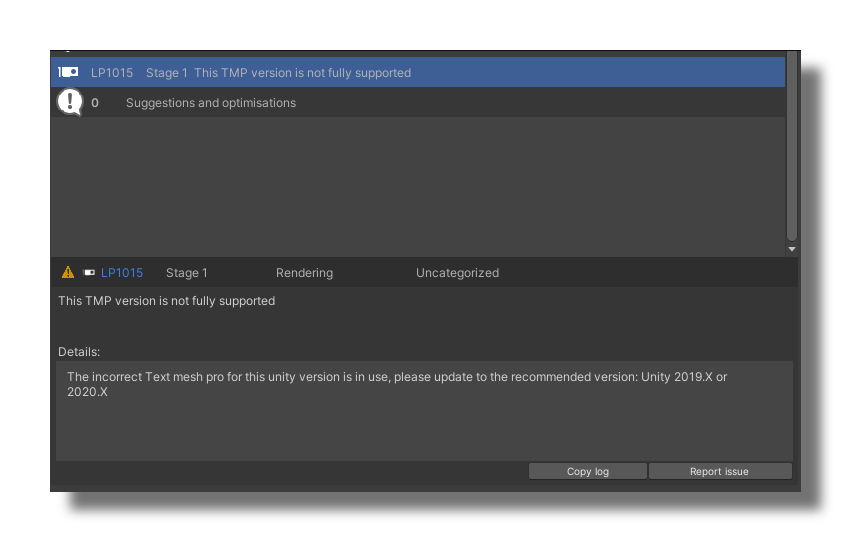 LP1015 Stage 1 This TMP version is not fully supported
0 Suggestions and optimisations
LP1015 Stage 1 Rendering Uncategorized
This TMP version is not fully supported
Details:
The incorrect Text mesh pro for this unity version is in use, please update to the recommended version: Unity 2019.X or
2020.X
Copy log Report issue